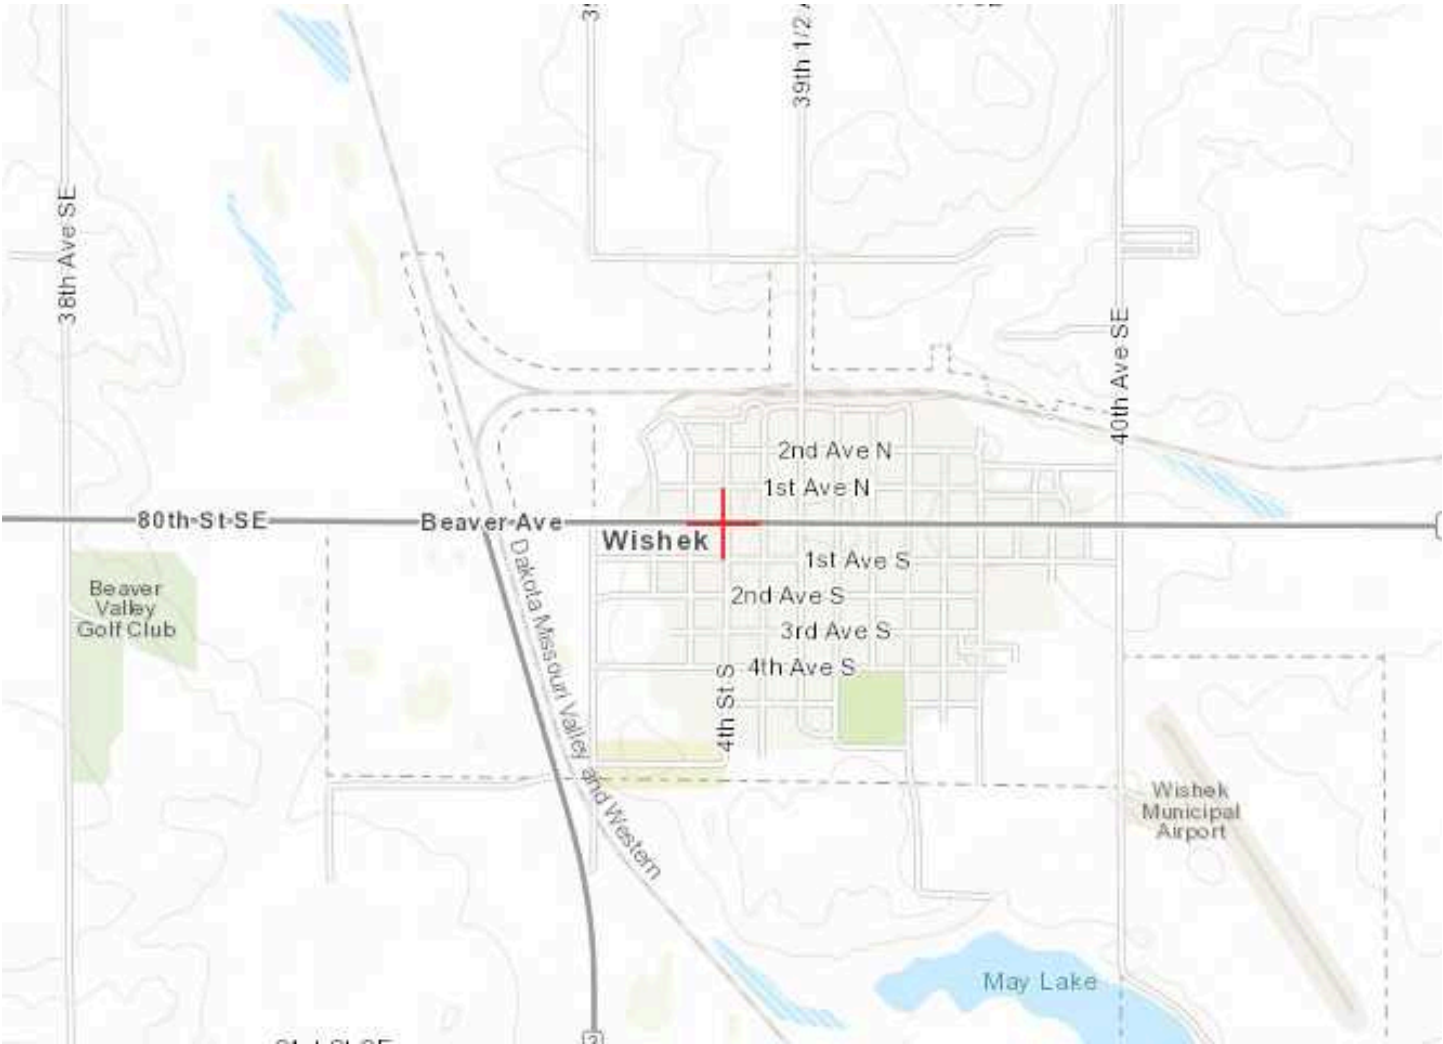 39th 1/2
38th Ave SE
40th Ave SE
2nd Ave N
1st Ave N
80th St SE
Beaver Ave
Wishek
1st Ave S
Beaver
Valley
Golf Club
2nd Ave S
3rd Ave S
4th Ave S
4th St S
Dakota Missouri Valley and Western
Wishek
Municipal
Airport
May Lake